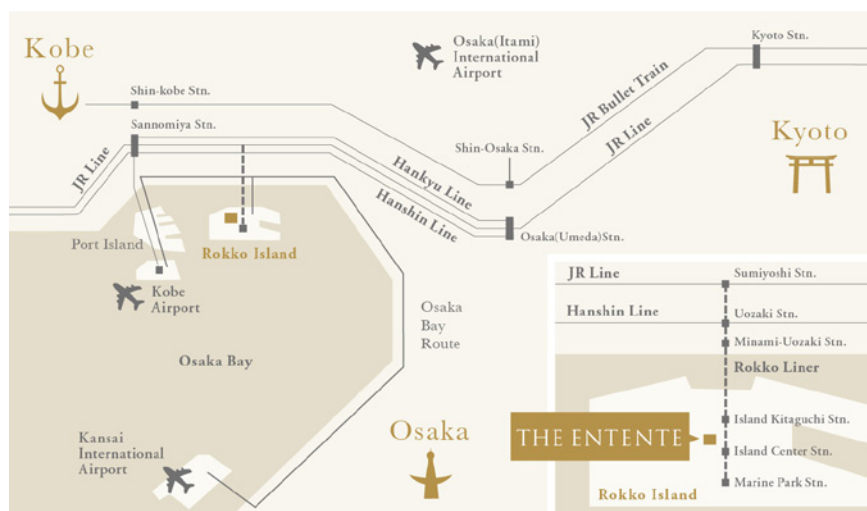 Kobe
Osaka(Itami)
International
Airport
Kyoto Stn.
Shin-kobe Stn.
JR Bullet Train
JR Line
Kyoto
Sannomiya Stn.
Shin-Osaka Stn.
JR Line
Hankyu Line
Hanshin Line
Osaka(Umeda)Stn.
Port Island
Rokko Island
Kobe
Airport
Osaka
Bay
Route
Osaka Bay
Kansai
International
Airport
Osaka
JR Line
Sumiyoshi Stn.
Hanshin Line
Uozaki Stn.
Minami-Uozaki Stn.
Rokko Liner
Island Kitaguchi Stn.
THE ENTENTE
Island Center Stn.
Marine Park Stn.
Rokko Island